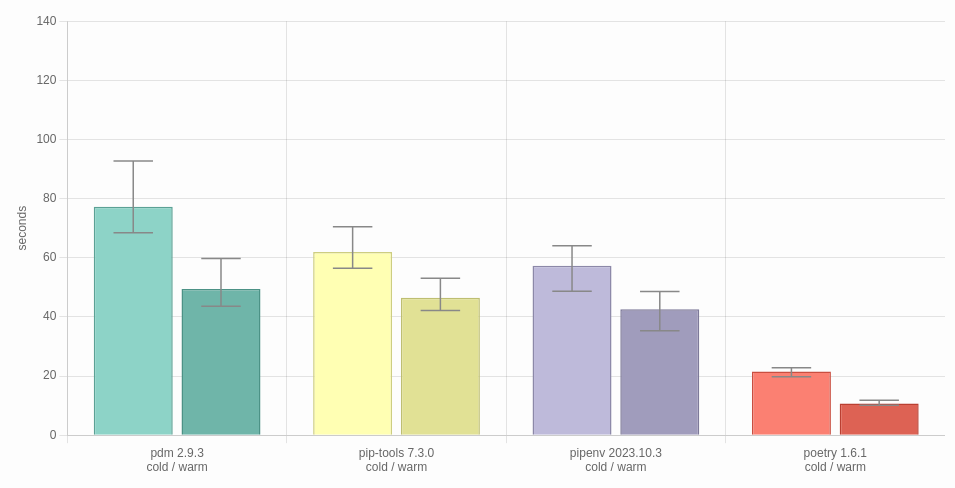 140
120
100
80
60
40
20
0
seconds
pdm 2.9.3
cold / warm
pip-tools 7.3.0
cold / warm
pipenv 2023.10.3
cold / warm
poetry 1.6.1
cold / warm